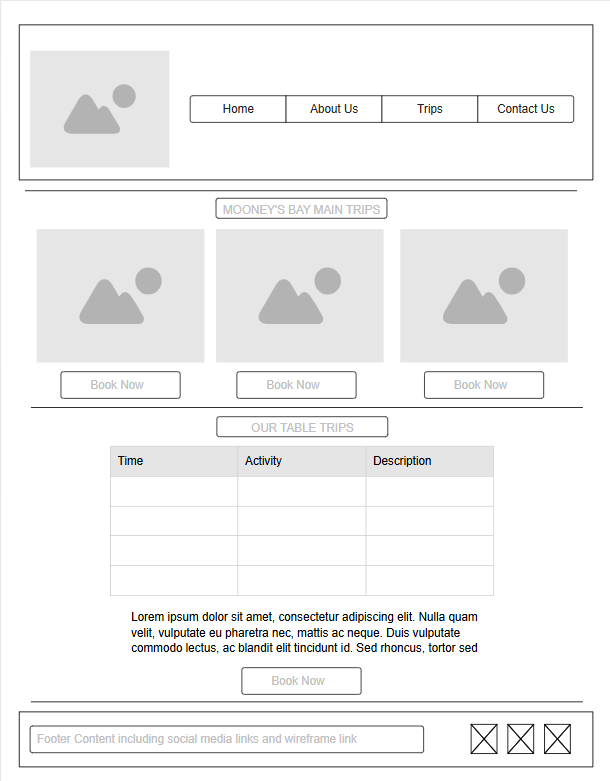 Home
About Us
Trips
Contact Us
MOONEY'S BAY MAIN TRIPS
Book Now
Book Now
Book Now
OUR TABLE TRIPS
Time
Activity
Description
Lorem ipsum dolor sit amet, consectetur adipiscing elit. Nulla quam
velit, vulputate eu pharetra nec, mattis ac neque. Duis vulputate
commodo lectus, ac blandit elit tincidunt id. Sed rhoncus, tortor sed
Book Now
Footer Content including social media links and wireframe link